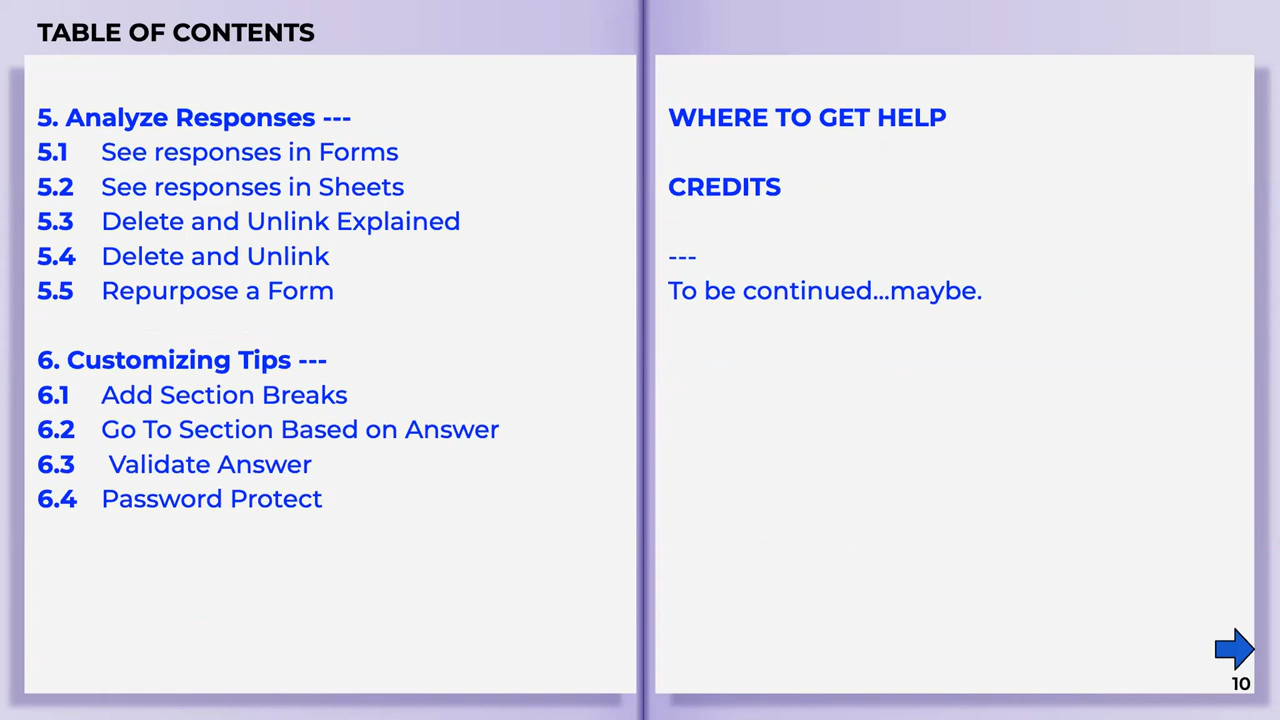 TABLE OF CONTENTS
5. Analyze Responses ---
5.1 See responses in Forms
5.2 See responses in Sheets
5.3 Delete and Unlink Explained
5.4 Delete and Unlink
5.5 Repurpose a Form
6. Customizing Tips ---
6.1 Add Section Breaks
6.2 Go To Section Based on Answer
6.3 Validate Answer
6.4 Password Protect
WHERE TO GET HELP
CREDITS
---
To be continued...maybe.
10